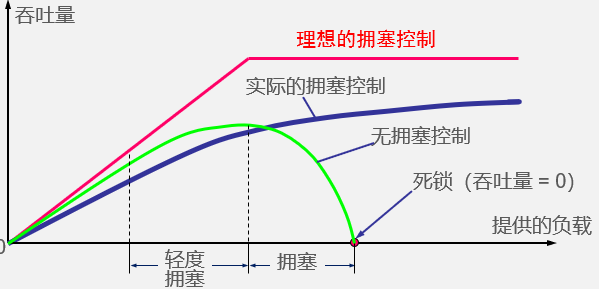 吞吐量
理想的拥塞控制
实际的拥塞控制
无拥塞控制
死锁（吞吐量 = 0）
提供的负载
0
轻度
拥塞
拥塞